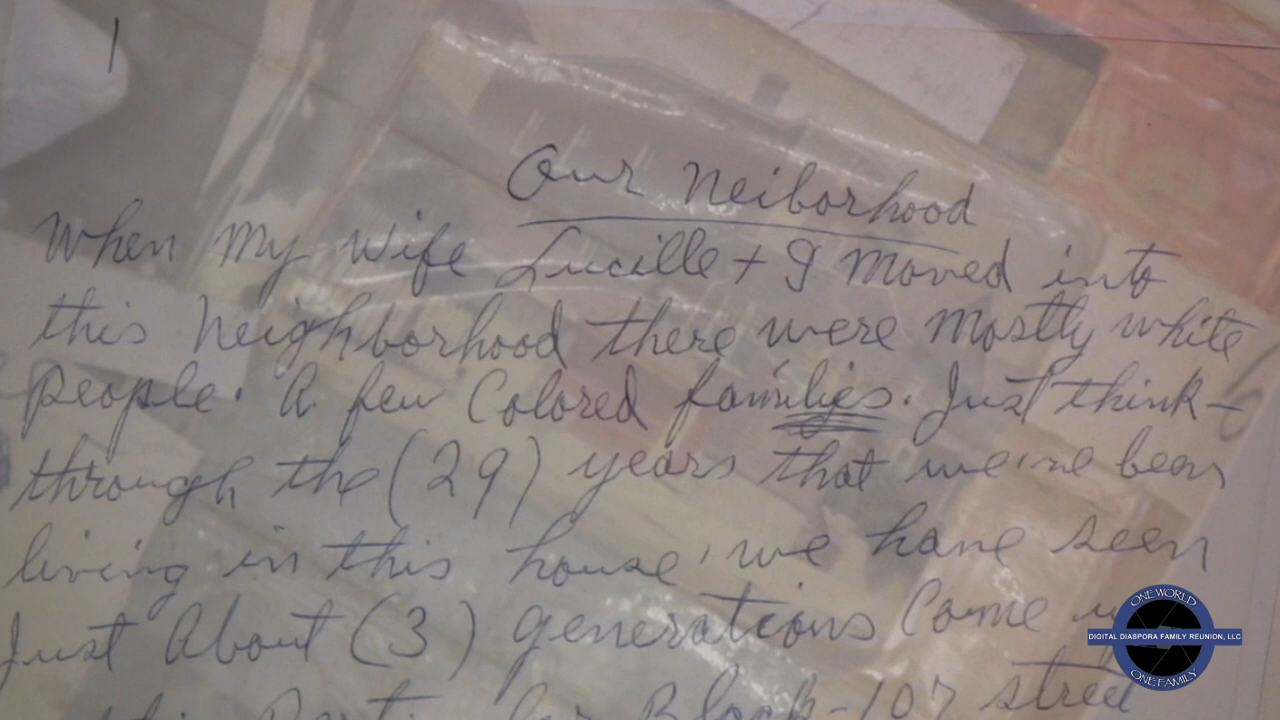 1
Our Neiborhood
When My Wife Lucille + I Moved into
this Neighborhood there were Mostly white
People. A few Colored families. Just think-
through the (29) years that we've been
living in this house, we have seen
Just About (3) generations Come
Block - 107 street
ONE WORLD
DIGITAL DIASPORA FAMILY REUNION, LLC
ONE FAMILY